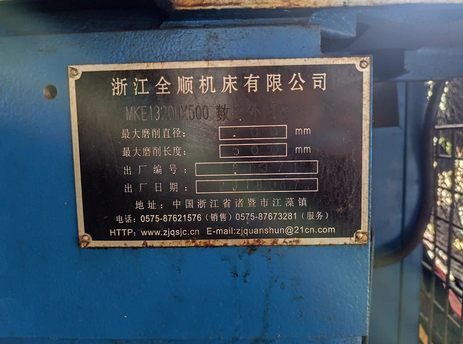 浙江全顺机床有限公司
MKE1320HX500 数
最大磨削直径: mm
最大磨削长度: 500 mm
出厂编号:
出厂日期:
地址: 中国浙江省诸暨市江藻镇
电话: 0575-87621576 (销售) 0575-87673281 (服务)
HTTP: www.zjqsjc.cn E-mail:zjquanshun@21cn.com